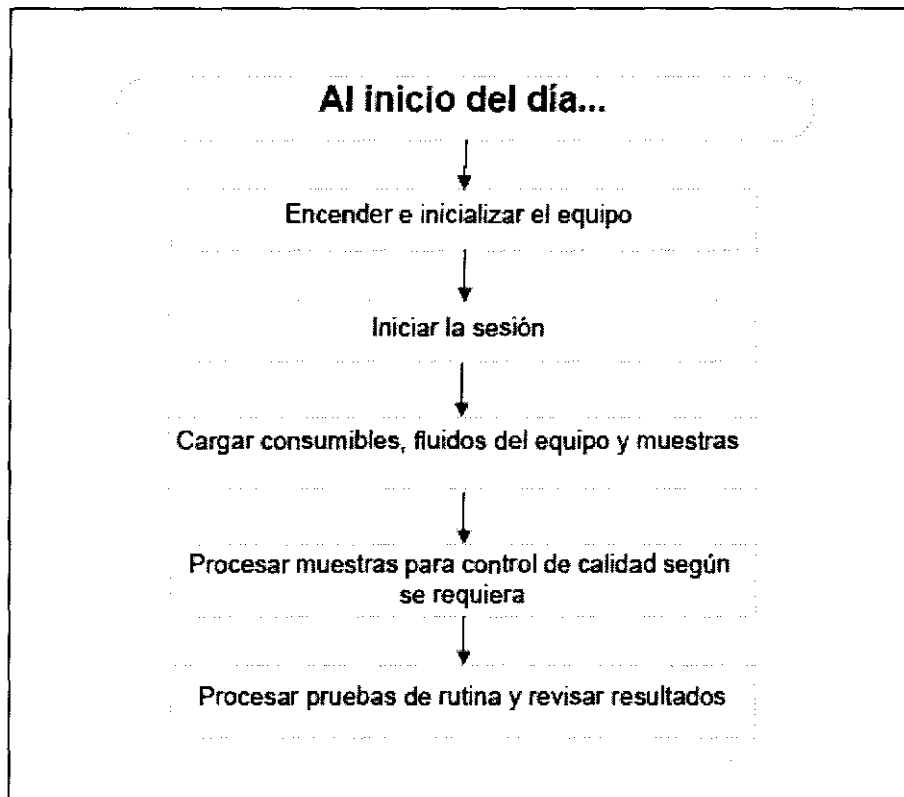 Al inicio del día...
Encender e inicializar el equipo
Iniciar la sesión
Cargar consumibles, fluidos del equipo y muestras
Procesar muestras para control de calidad según
se requiera
Procesar pruebas de rutina y revisar resultados